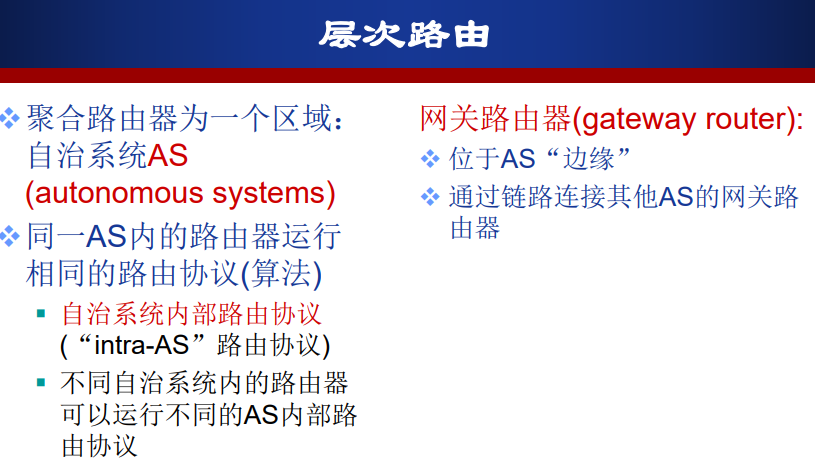 层次路由
聚合路由器为一个区域：
自治系统AS
(autonomous systems)
同一AS内的路由器运行
相同的路由协议(算法)
自治系统内部路由协议
(“intra-AS”路由协议)
不同自治系统内的路由器
可以运行不同的AS内部路
由协议
网关路由器(gateway router):
位于AS“边缘”
通过链路连接其他AS的网关路
由器